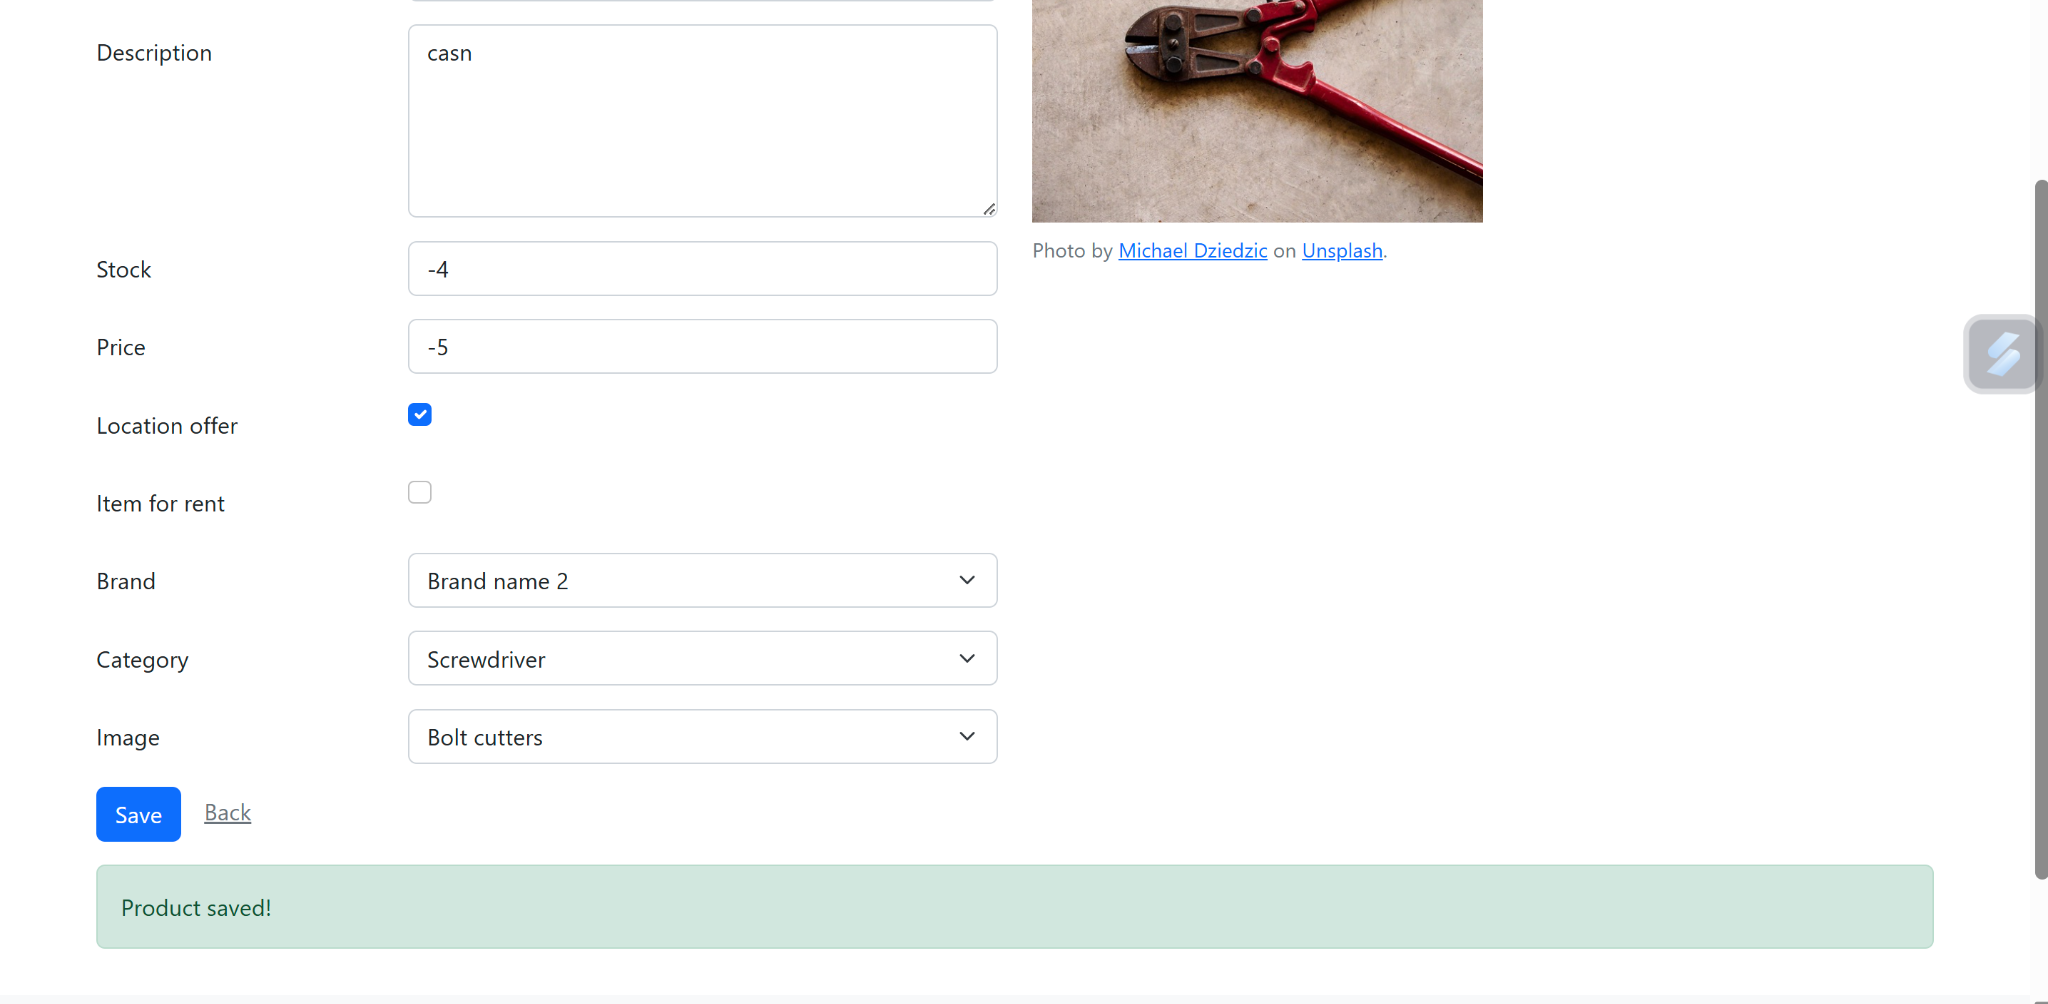 Description
casn
Photo by Michael Dziedzic on Unsplash.
Stock
-4
Price
-5
Location offer
Item for rent
Brand
Brand name 2
Category
Screwdriver
Image
Bolt cutters
Save
Back
Product saved!